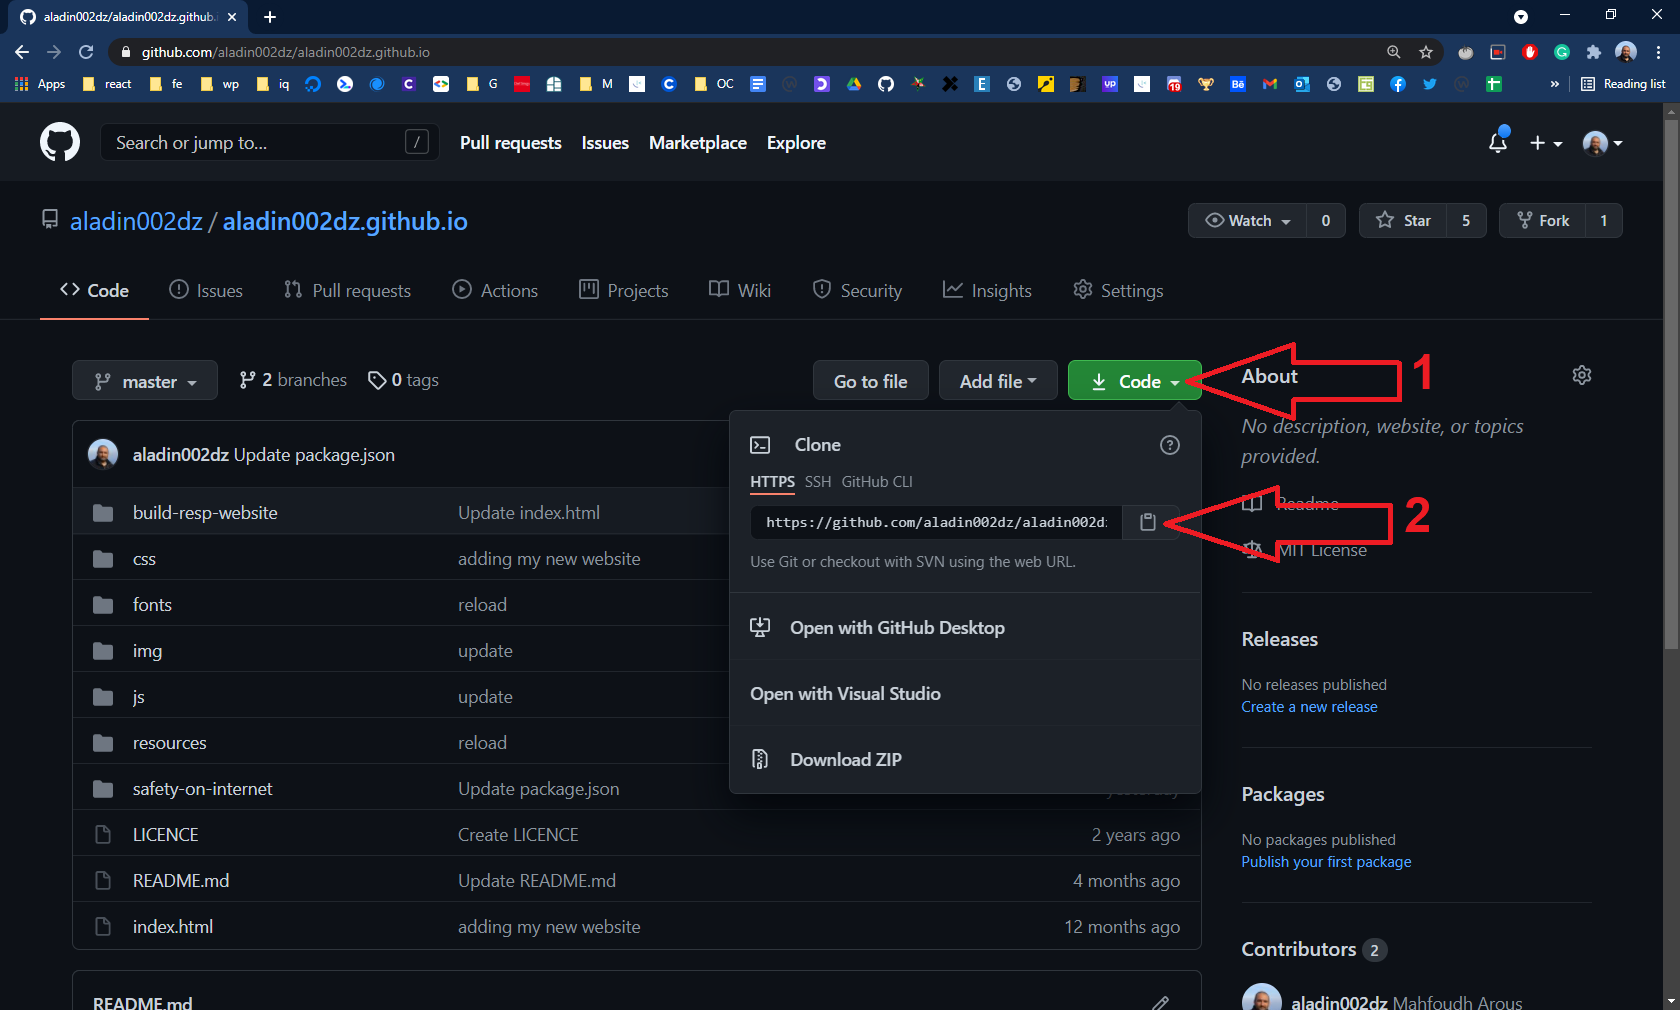 aladin002dz/aladin002dz.github.i
github.com/aladin002dz/aladin002dz.github.io
Apps react fe wp iq G M OC Reading list
Search or jump to... /
Pull requests Issues Marketplace Explore
aladin002dz / aladin002dz.github.io
Watch 0 Star 5 Fork 1
Code Issues Pull requests Actions Projects Wiki Security Insights Settings
master 2 branches 0 tags
Go to file Add file Code
1
About
No description, website, or topics
provided.
Readme
MIT License
aladin002dz Update package.json
Clone
HTTPS SSH GitHub CLI
https://github.com/aladin002dz/aladin002d
2
Use Git or checkout with SVN using the web URL.
Open with GitHub Desktop
Open with Visual Studio
Download ZIP
build-resp-website Update index.html
css adding my new website
fonts reload
img update
js update
resources reload
safety-on-internet Update package.json yesterday
LICENCE Create LICENCE 2 years ago
README.md Update README.md 4 months ago
index.html adding my new website 12 months ago
README.md
Releases
No releases published
Create a new release
Packages
No packages published
Publish your first package
Contributors 2
aladin002dz Mahfoudh Arous